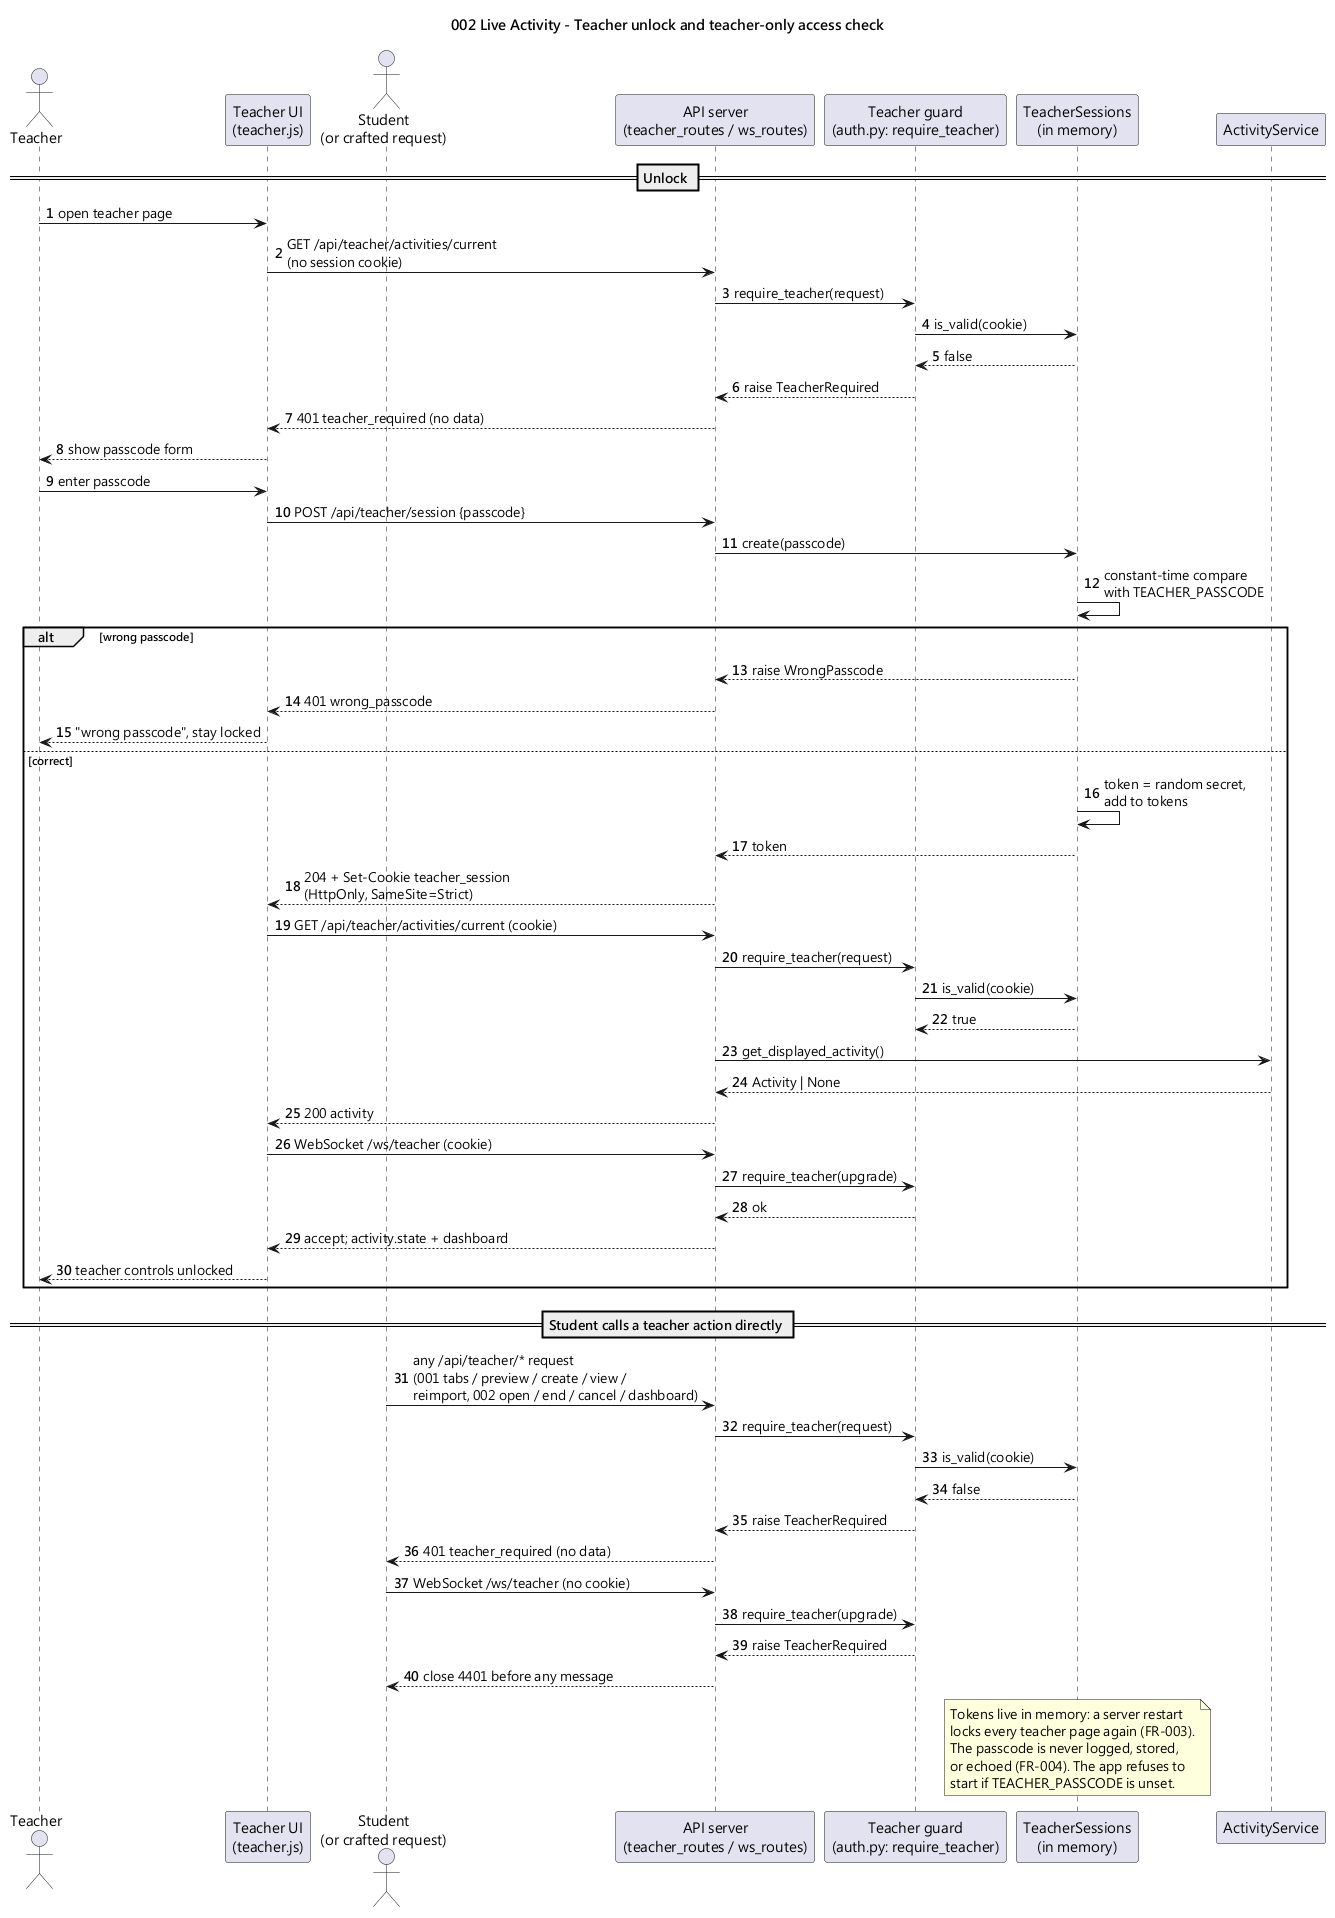 002 Live Activity - Teacher unlock and teacher-only access check
Teacher
Teacher UI
(teacher.js)
Student
(or crafted request)
API server
(teacher_routes / ws_routes)
Teacher guard
(auth.py: require_teacher)
TeacherSessions
(in memory)
ActivityService
Unlock
1 open teacher page
2 GET /api/teacher/activities/current
(no session cookie)
3 require_teacher(request)
4 is_valid(cookie)
5 false
6 raise TeacherRequired
7 401 teacher_required (no data)
8 show passcode form
9 enter passcode
10 POST /api/teacher/session {passcode}
11 create(passcode)
12 constant-time compare
with TEACHER_PASSCODE
alt [wrong passcode]
13 raise WrongPasscode
14 401 wrong_passcode
15 "wrong passcode", stay locked
[correct]
16 token = random secret,
add to tokens
17 token
18 204 + Set-Cookie teacher_session
(HttpOnly, SameSite=Strict)
19 GET /api/teacher/activities/current (cookie)
20 require_teacher(request)
21 is_valid(cookie)
22 true
23 get_displayed_activity()
24 Activity | None
25 200 activity
26 WebSocket /ws/teacher (cookie)
27 require_teacher(upgrade)
28 ok
29 accept; activity.state + dashboard
30 teacher controls unlocked
Student calls a teacher action directly
31 any /api/teacher/* request
(001 tabs / preview / create / view /
reimport, 002 open / end / cancel / dashboard)
32 require_teacher(request)
33 is_valid(cookie)
34 false
35 raise TeacherRequired
36 401 teacher_required (no data)
37 WebSocket /ws/teacher (no cookie)
38 require_teacher(upgrade)
39 raise TeacherRequired
40 close 4401 before any message
Tokens live in memory: a server restart
locks every teacher page again (FR-003).
The passcode is never logged, stored,
or echoed (FR-004). The app refuses to
start if TEACHER_PASSCODE is unset.
Teacher
Teacher UI
(teacher.js)
Student
(or crafted request)
API server
(teacher_routes / ws_routes)
Teacher guard
(auth.py: require_teacher)
TeacherSessions
(in memory)
ActivityService